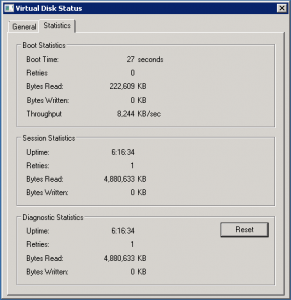 Virtual Disk Status
General Statistics
Boot Statistics
Boot Time: 27 seconds
Retries 0
Bytes Read: 222,609 KB
Bytes Written: 0 KB
Throughput 8,244 KB/sec
Session Statistics
Uptime: 6:16:34
Retries: 1
Bytes Read: 4,880,633 KB
Bytes Written: 0 KB
Diagnostic Statistics
Uptime: 6:16:34 Reset
Retries: 1
Bytes Read: 4,880,633 KB
Bytes Written: 0 KB